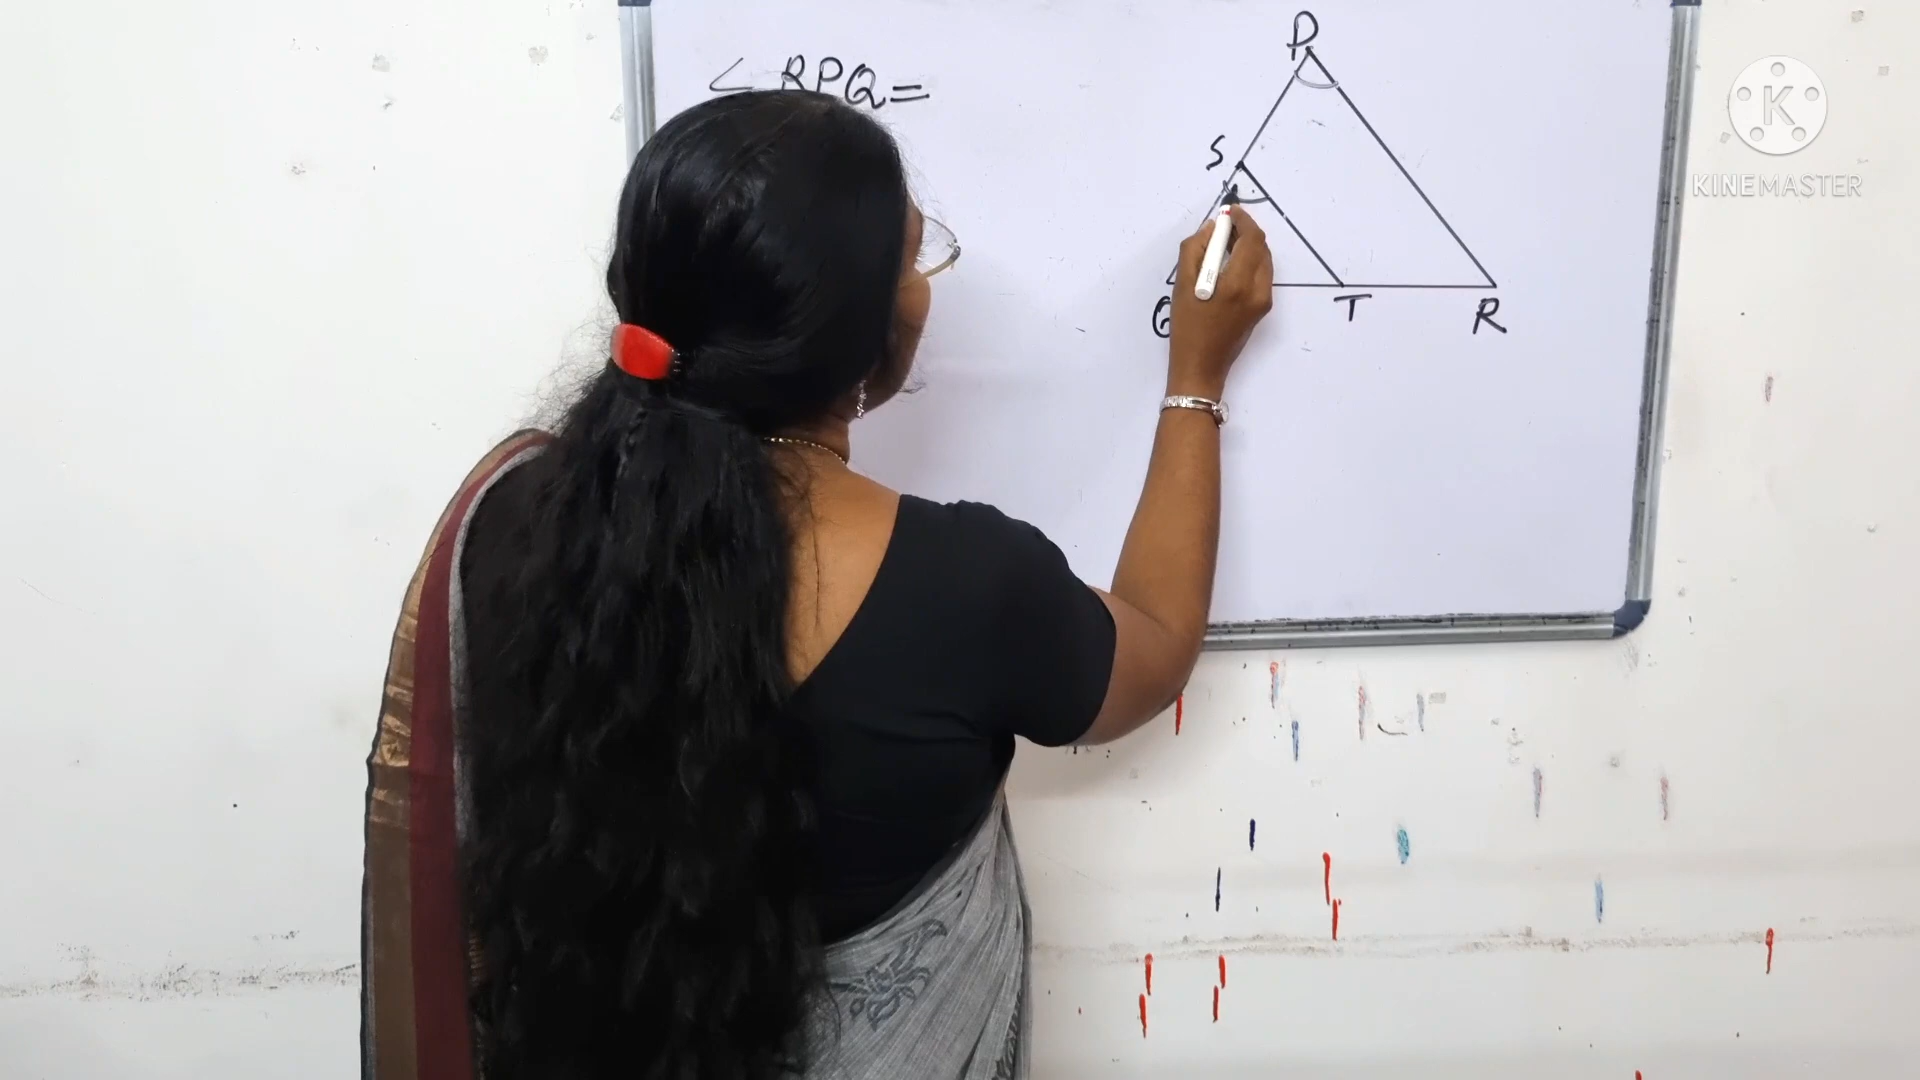 ∠ RPQ=
P
S
T
R
K
KINEMASTER